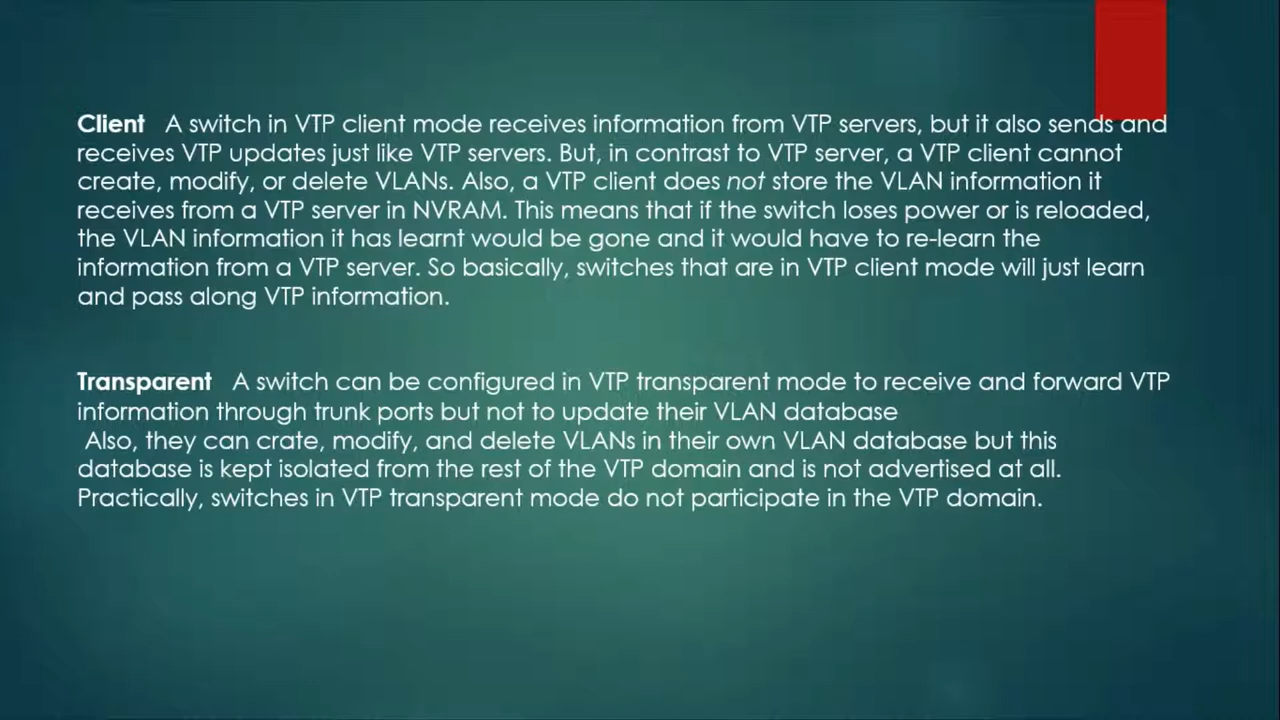 Client A switch in VTP client mode receives information from VTP servers, but it also sends and
receives VTP updates just like VTP servers. But, in contrast to VTP server, a VTP client cannot
create, modify, or delete VLANs. Also, a VTP client does not store the VLAN information it
receives from a VTP server in NVRAM. This means that if the switch loses power or is reloaded,
the VLAN information it has learnt would be gone and it would have to re-learn the
information from a VTP server. So basically, switches that are in VTP client mode will just learn
and pass along VTP information.
Transparent A switch can be configured in VTP transparent mode to receive and forward VTP
information through trunk ports but not to update their VLAN database
Also, they can crate, modify, and delete VLANs in their own VLAN database but this
database is kept isolated from the rest of the VTP domain and is not advertised at all.
Practically, switches in VTP transparent mode do not participate in the VTP domain.